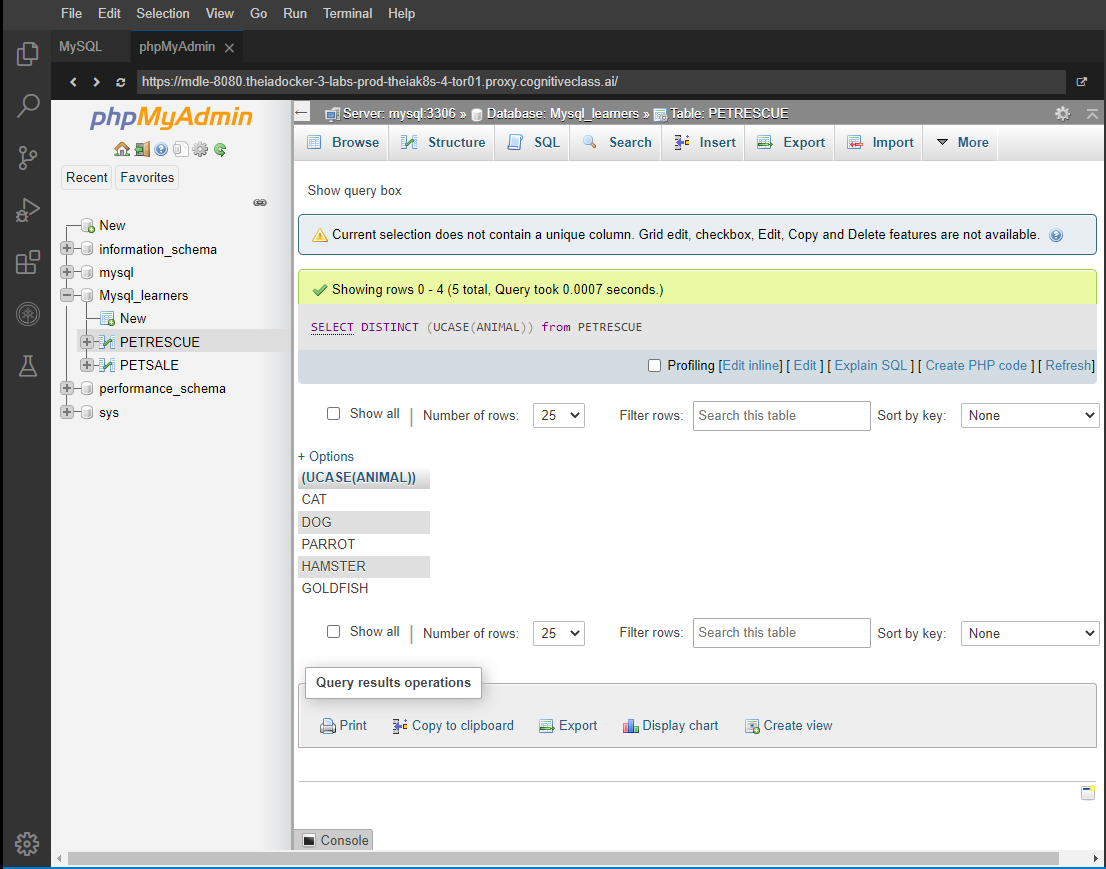 File Edit Selection View Go Run Terminal Help
MySQL phpMyAdmin
https://mdle-8080.theiadocker-3-labs-prod-theiak8s-4-tor01.proxy.cognitiveclass.ai/
phpMyAdmin
Recent Favorites
New
information_schema
mysql
Mysql_learners
New
PETRESCUE
PETSALE
performance_schema
sys
Server: mysql:3306 » Database: Mysql_learners » Table: PETRESCUE
Browse Structure SQL Search Insert Export Import More
Show query box
Current selection does not contain a unique column. Grid edit, checkbox, Edit, Copy and Delete features are not available.
Showing rows 0 - 4 (5 total, Query took 0.0007 seconds.)
SELECT DISTINCT (UCASE(ANIMAL)) from PETRESCUE
Profiling [Edit inline] [ Edit ] [ Explain SQL ] [ Create PHP code ] [ Refresh]
Show all | Number of rows: 25 Filter rows: Search this table Sort by key: None
+ Options
(UCASE(ANIMAL))
CAT
DOG
PARROT
HAMSTER
GOLDFISH
Show all | Number of rows: 25 Filter rows: Search this table Sort by key: None
Query results operations
Print Copy to clipboard Export Display chart Create view
Console